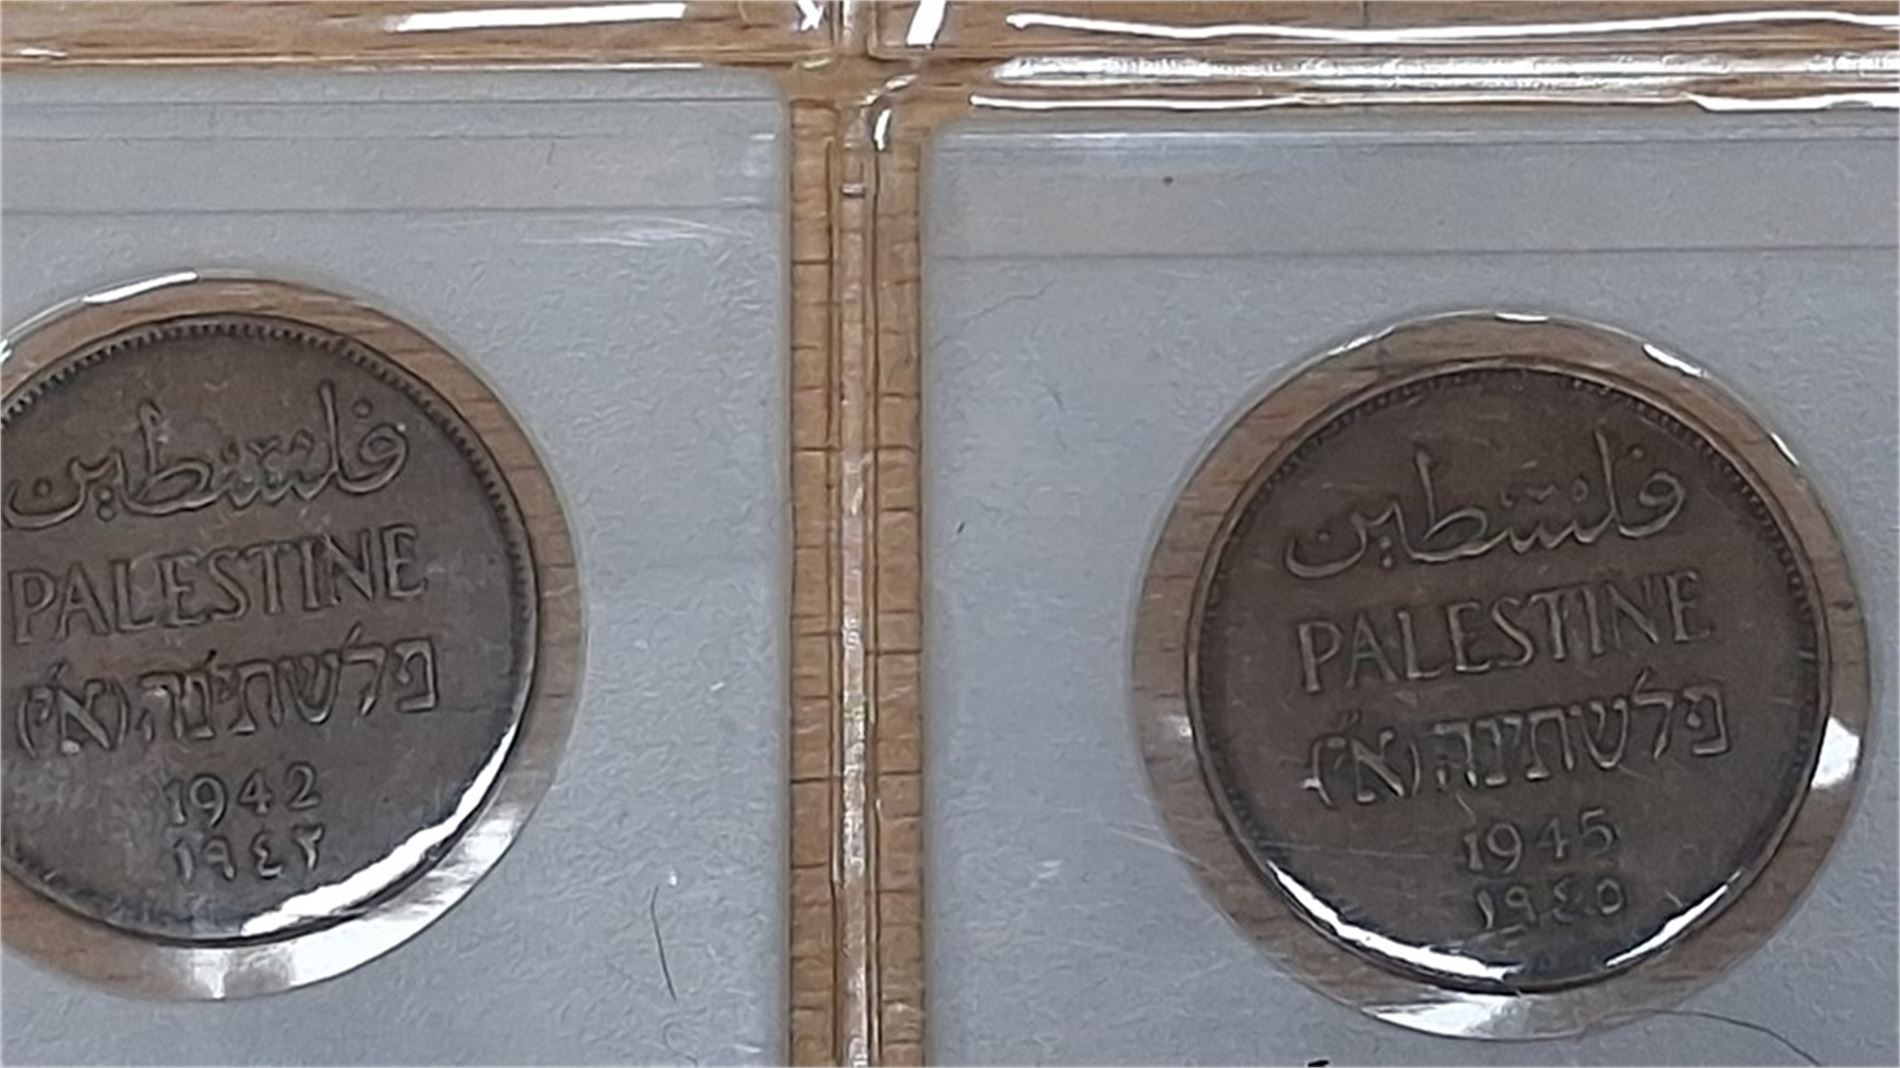 فلسطين
PALESTINE
פלשתינה (א״י)
1942
١٩٤٢
فلسطين
PALESTINE
פלשתינה (א״י)
1945
١٩٤٥